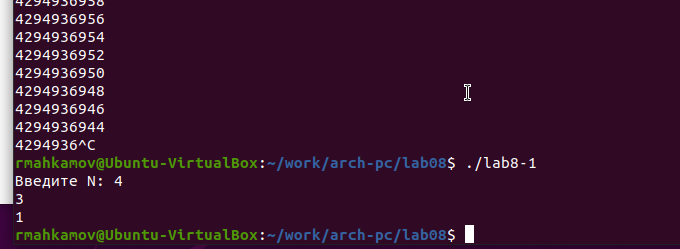 4294936958
4294936956
4294936954
4294936952
4294936950
4294936948
4294936946
4294936944
4294936^C
rmahkamov@Ubuntu-VirtualBox:~/work/arch-pc/lab08$ ./lab8-1
Введите N: 4
3
1
rmahkamov@Ubuntu-VirtualBox:~/work/arch-pc/lab08$